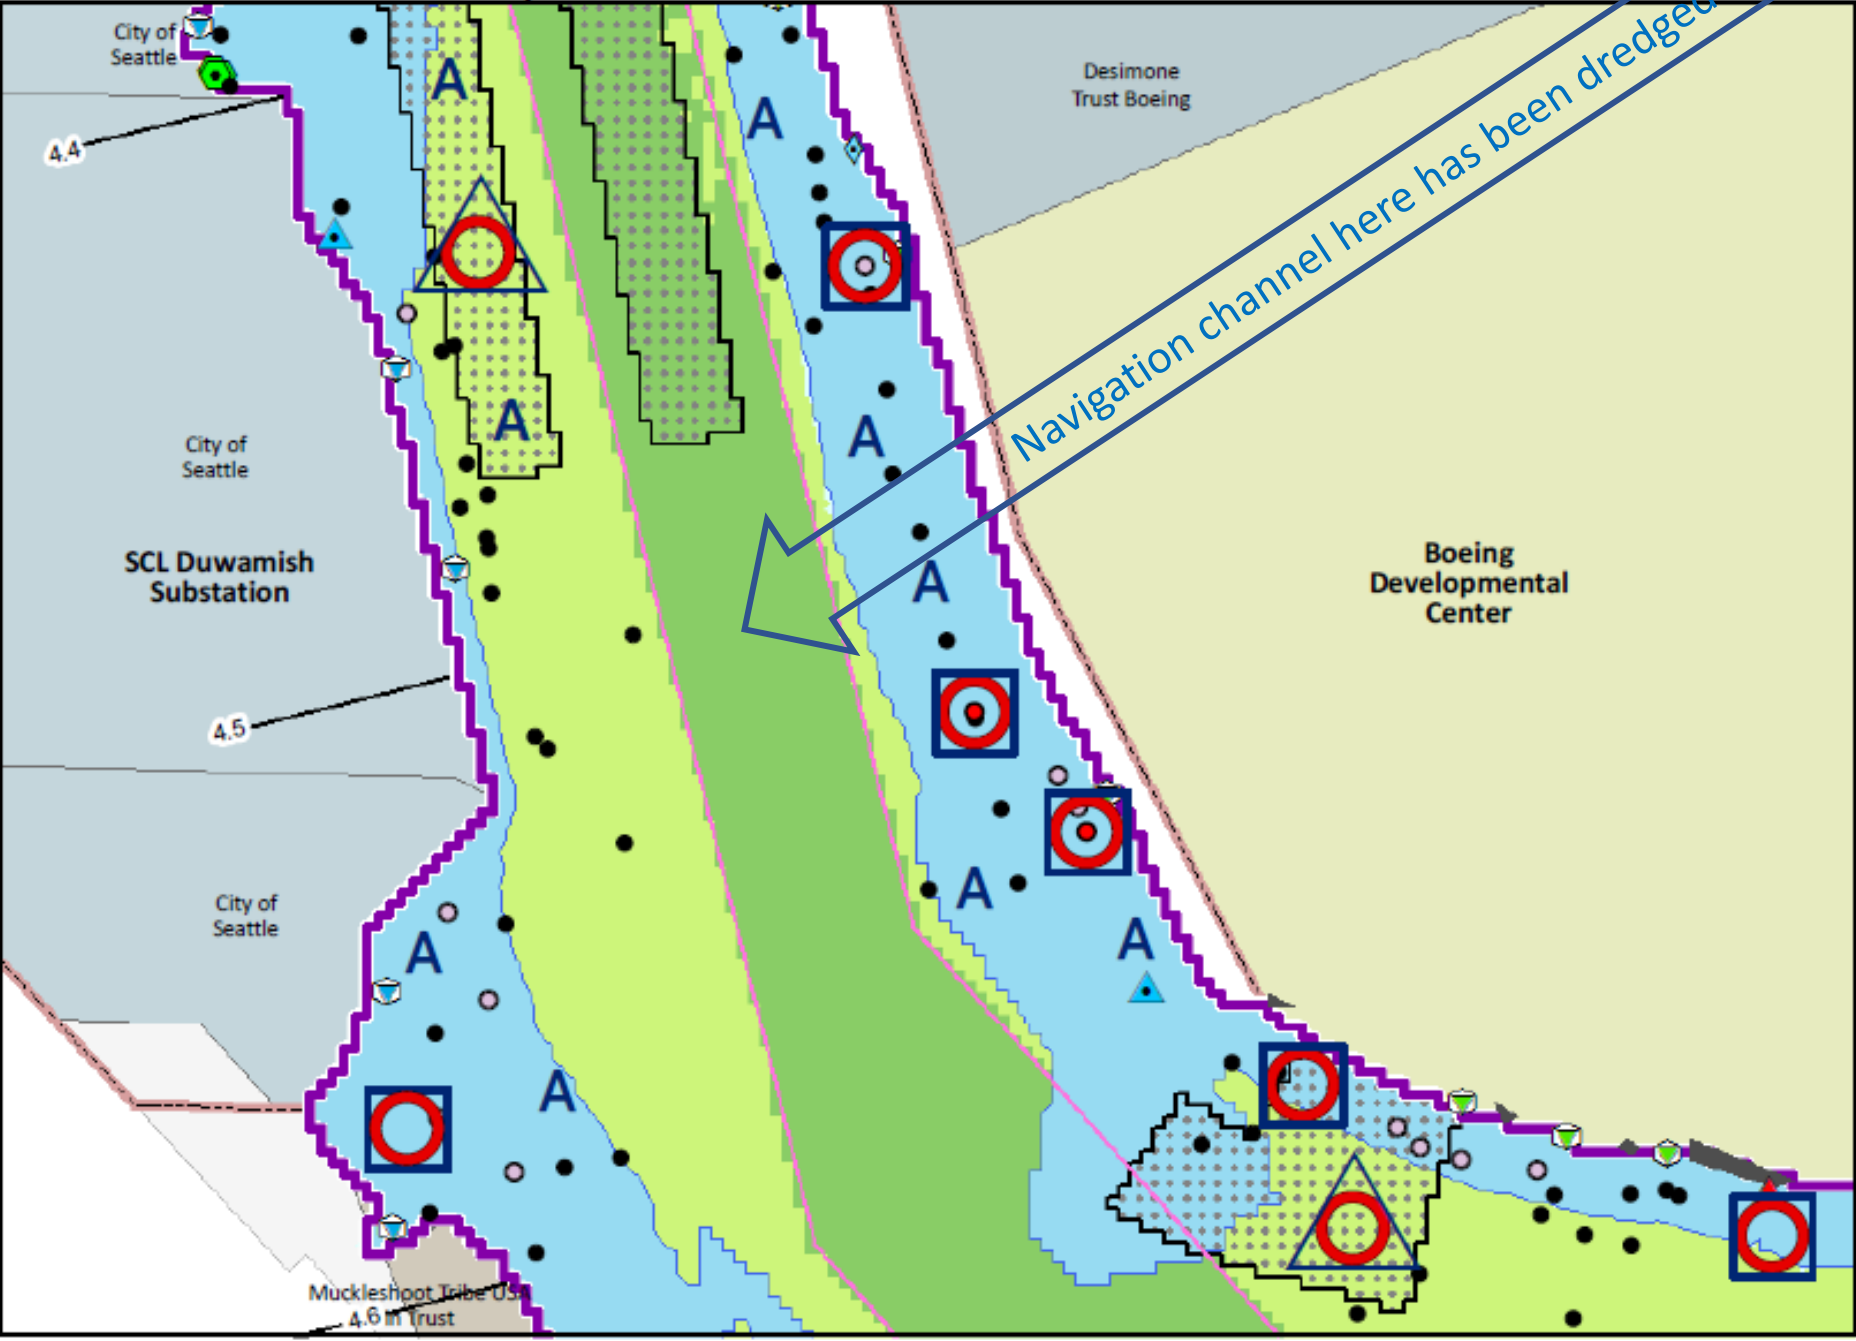 City of
Seattle
A
A
Desimone
Trust Boeing
Navigation channel here has been dredged
4.4
A
A
City of
Seattle
SCL Duwamish
Substation
A
Boeing
Developmental
Center
4.5
City of
Seattle
A
A
A
A
Muckleshoot Tribe USA
4.6 in Trust